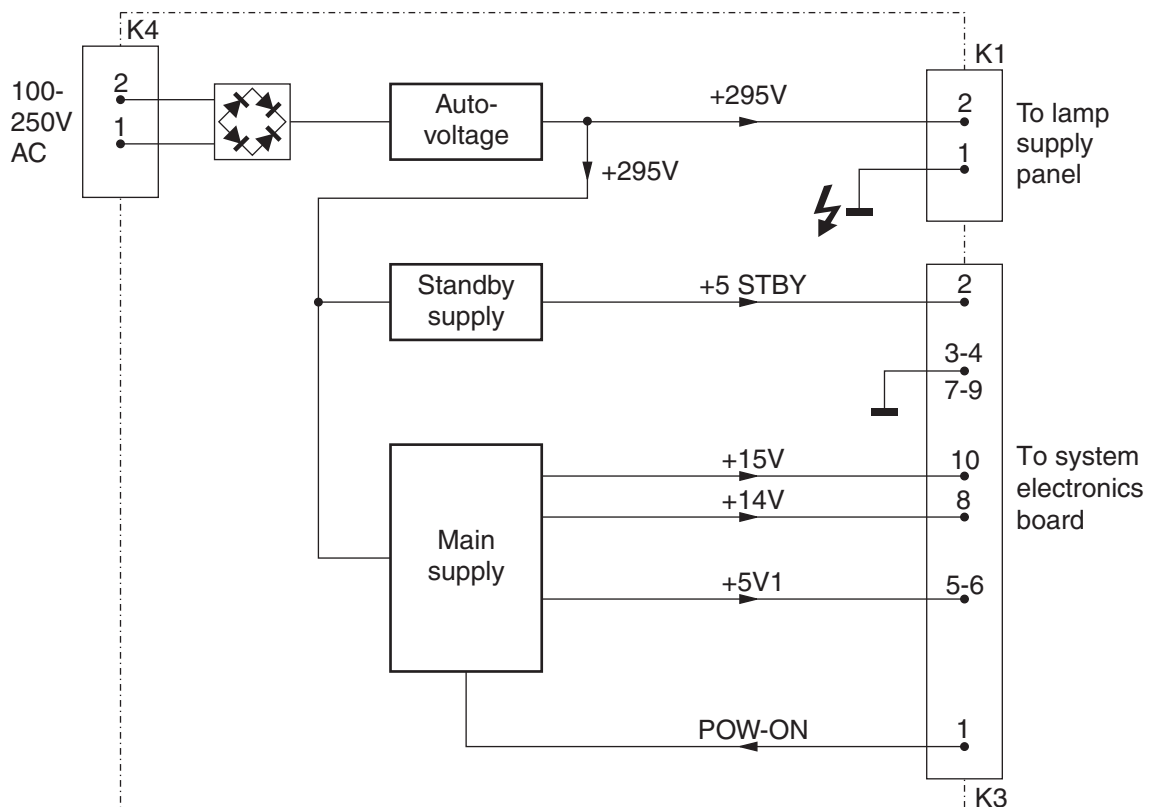 K4
100-
250V
AC
2
1
Auto-
voltage
+295V
+295V
K1
2
1
To lamp
supply
panel
Standby
supply
+5 STBY
2
3-4
7-9
Main
supply
+15V
10
+14V
8
+5V1
5-6
To system
electronics
board
POW-ON
1
K3